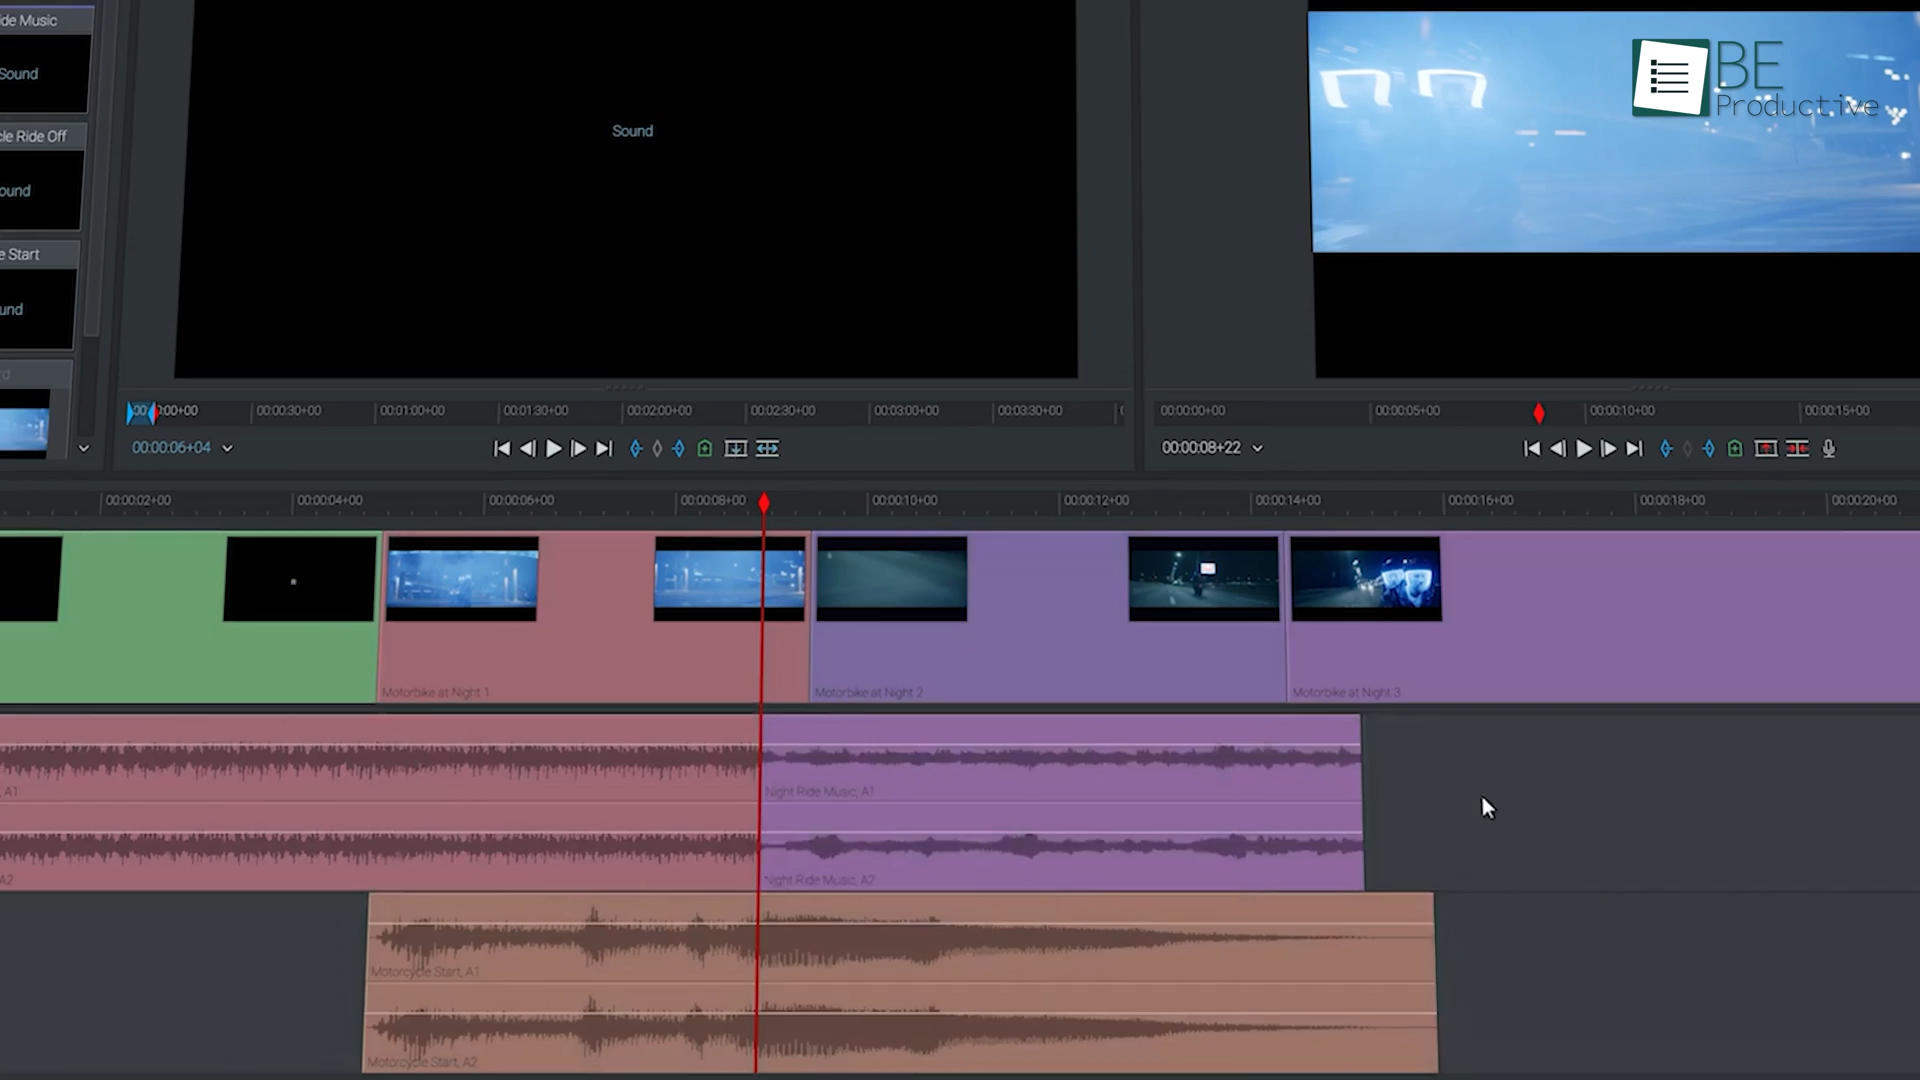 ide Music
Sound
cle Ride Off
ound
e Start
und
rd
Sound
BE
Productive
00:00:30+00
00:01:00+00
00:01:30+00
00:02:00+00
00:02:30+00
00:03:00+00
00:03:30+00
00:00:06+04
00:00:00+00
00:00:05+00
00:00:10+00
00:00:15+00
00:00:08+22
00:00:02+00
00:00:04+00
00:00:06+00
00:00:08+00
00:00:10+00
00:00:12+00
00:00:14+00
00:00:16+00
00:00:18+00
00:00:20+00
Motorbike at Night 1
Motorbike at Night 2
Motorbike at Night 3
, A1
Night Ride Music, A1
A2
Night Ride Music, A2
Motorcycle Start, A1
Motorcycle Start, A2